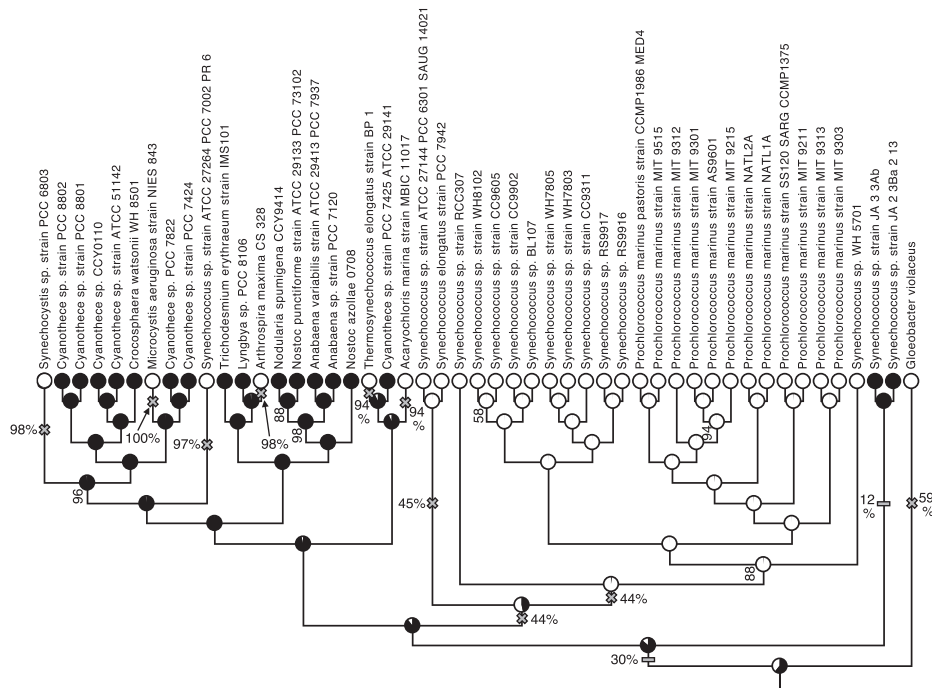 Synechocystis sp. strain PCC 6803
Cyanothece sp. strain PCC 8802
Cyanothece sp. strain PCC 8801
Cyanothece sp. CCY0110
Cyanothece sp. strain ATCC 51142
Crocosphaera watsonii WH 8501
Microcystis aeruginosa strain NIES 843
Cyanothece sp. PCC 7822
Cyanothece sp. strain PCC 7424
Synechococcus sp. strain ATCC 27264 PCC 7002 PR 6
Trichodesmium erythraeum strain IMS101
Lyngbya sp. PCC 8106
Arthrospira maxima CS 328
Nodularia spumigena CCY9414
Nostoc punctiforme strain ATCC 29133 PCC 73102
Anabaena variabilis strain ATCC 29413 PCC 7937
Anabaena sp. strain PCC 7120
Nostoc azollae 0708
Thermosynechococcus elongatus strain BP 1
Cyanothece sp. strain PCC 7425 ATCC 29141
Acaryochloris marina strain MBIC 11017
Synechococcus sp. strain ATCC 27144 PCC 6301 SAUG 14021
Synechococcus elongatus strain PCC 7942
Synechococcus sp. strain RCC307
Synechococcus sp. strain WH8102
Synechococcus sp. strain CC9605
Synechococcus sp. strain CC9902
Synechococcus sp. BL107
Synechococcus sp. strain WH7805
Synechococcus sp. strain WH7803
Synechococcus sp. strain CC9311
Synechococcus sp. RS9917
Synechococcus sp. RS9916
Prochlorococcus marinus pastoris strain CCMP1986 MED4
Prochlorococcus marinus strain MIT 9515
Prochlorococcus marinus strain MIT 9312
Prochlorococcus marinus strain MIT 9301
Prochlorococcus marinus strain AS9601
Prochlorococcus marinus strain MIT 9215
Prochlorococcus marinus strain NATL2A
Prochlorococcus marinus strain NATL1A
Prochlorococcus marinus strain SS120 SARG CCMP1375
Prochlorococcus marinus strain MIT 9211
Prochlorococcus marinus strain MIT 9313
Prochlorococcus marinus strain MIT 9303
Synechococcus sp. WH 5701
Synechococcus sp. strain JA 3 3Ab
Synechococcus sp. strain JA 2 3Ba 2 13
Gloeobacter violaceus
98%
100%
97%
88
98
98%
94
%
94
%
58
94
96
45%
12
%
59
%
88
44%
44%
30%